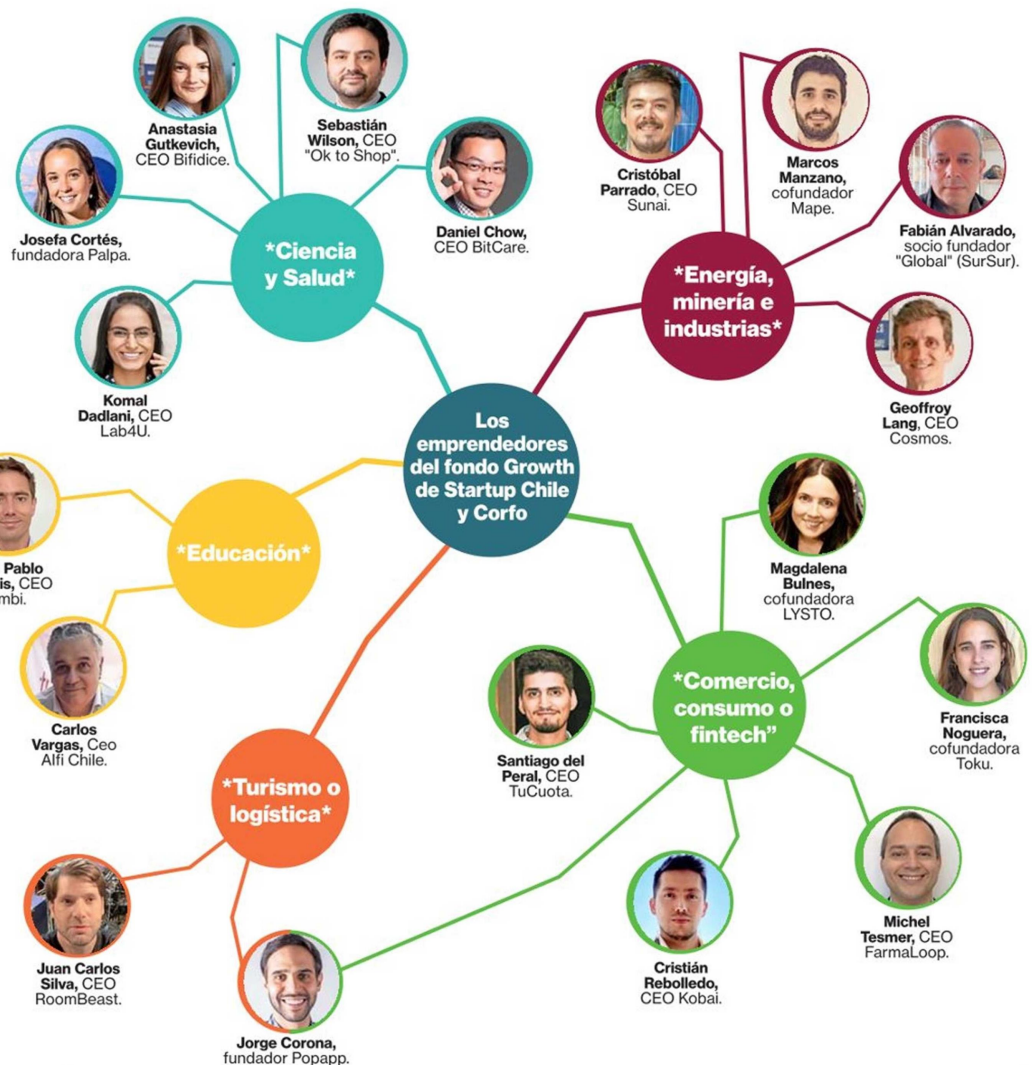 Anastasia
Gutkevich,
CEO Bifidice.
Sebastián
Wilson, CEO
"Ok to Shop".
Josefa Cortés,
fundadora Palpa.
Daniel Chow,
CEO BitCare.
*Ciencia
y Salud*
Komal
Dadlani, CEO
Lab4U.
Cristóbal
Parrado, CEO
Sunai.
Marcos
Manzano,
cofundador
Mape.
Fabián Alvarado,
socio fundador
"Global" (SurSur).
*Energía,
minería e
industrias*
Geoffroy
Lang, CEO
Cosmos.
Los
emprendedores
del fondo Growth
de Startup Chile
y Corfo
*Educación*
Pablo
is, CEO
mbi.
Carlos
Vargas, Ceo
Alfi Chile.
Magdalena
Bulnes,
cofundadora
LYSTO.
*Comercio,
consumo o
fintech”
Francisca
Noguera,
cofundadora
Toku.
Santiago del
Peral, CEO
TuCuota.
*Turismo o
logística*
Juan Carlos
Silva, CEO
RoomBeast.
Jorge Corona,
fundador Popapp.
Cristián
Rebolledo,
CEO Kobai.
Michel
Tesmer, CEO
FarmaLoop.